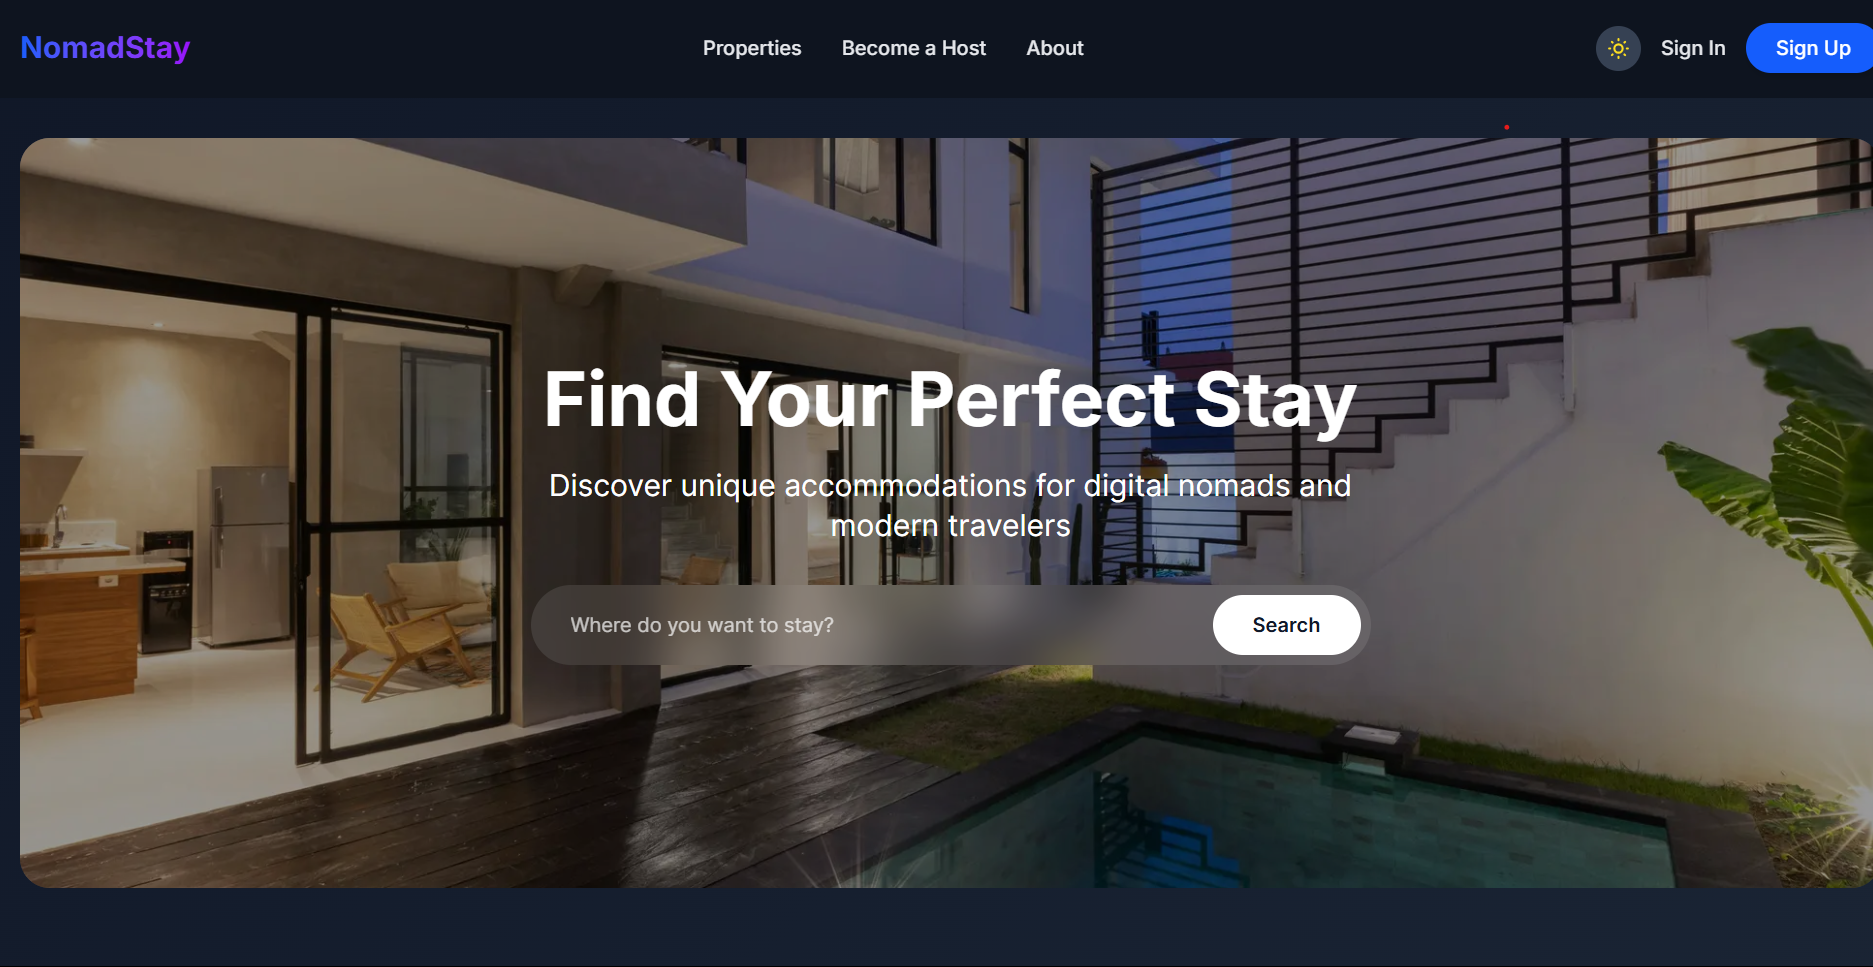 NomadStay
Properties
Become a Host
About
Sign In
Sign Up
Find Your Perfect Stay
Discover unique accommodations for digital nomads and
modern travelers
Where do you want to stay?
Search